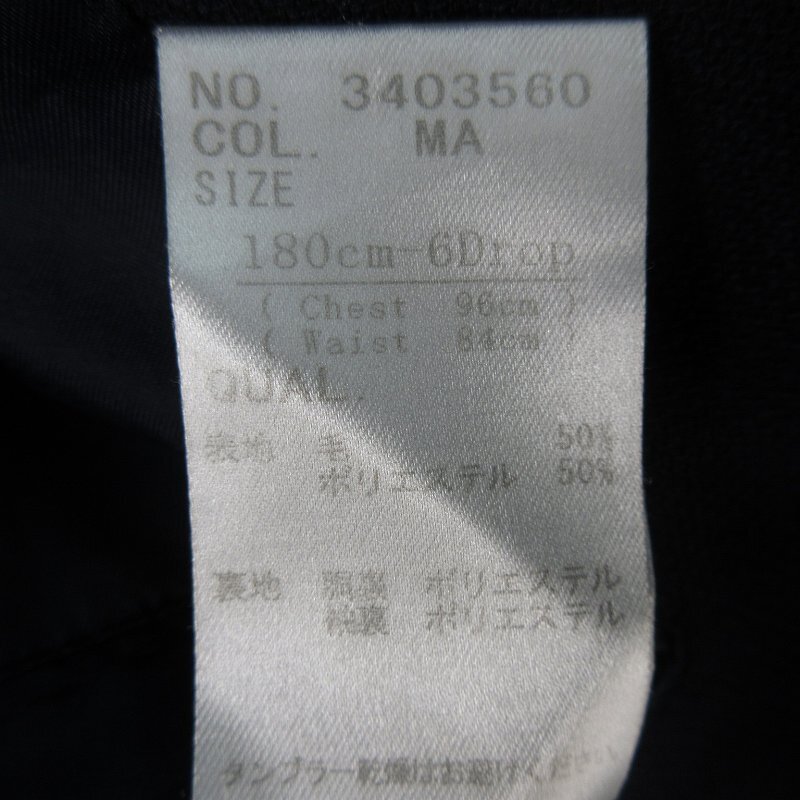 NO. 3403560
COL. MA
SIZE
180cm-6Drop
( Chest 96cm )
( Waist 84cm )
QUAL.
表地 毛 50%
ポリエステル 50%
裏地 胴裏 ポリエステル
袖裏 ポリエステル
タンブラー乾燥はお避けください